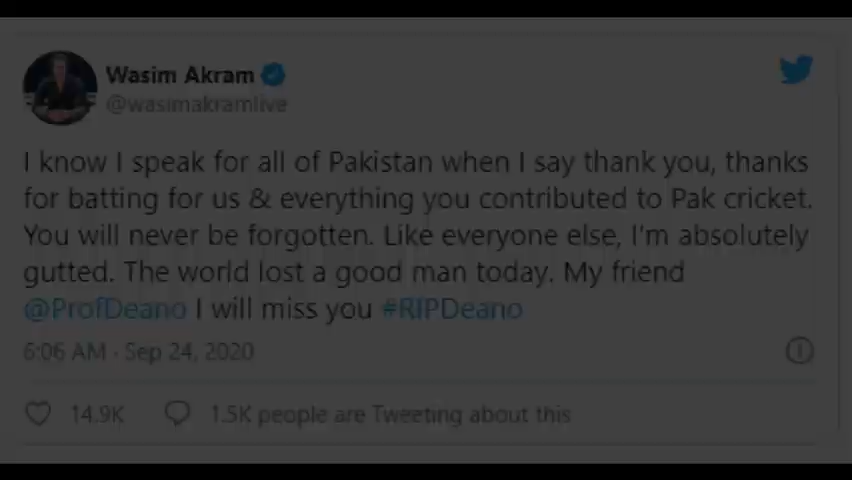 Wasim Akram
@wasimakramlive
I know I speak for all of Pakistan when I say thank you, thanks
for batting for us & everything you contributed to Pak cricket.
You will never be forgotten. Like everyone else, I'm absolutely
gutted. The world lost a good man today. My friend
@ProfDeano I will miss you #RIPDeano
6:06 AM · Sep 24, 2020
14.9K 1.5K people are Tweeting about this